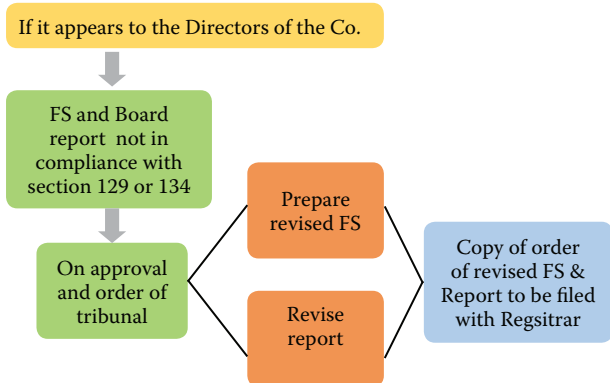 If it appears to the Directors of the Co.
FS and Board
report not in
compliance with
section 129 or 134
On approval
and order of
tribunal
Prepare
revised FS
Revise
report
Copy of order
of revised FS &
Report to be filed
with Regsitrar